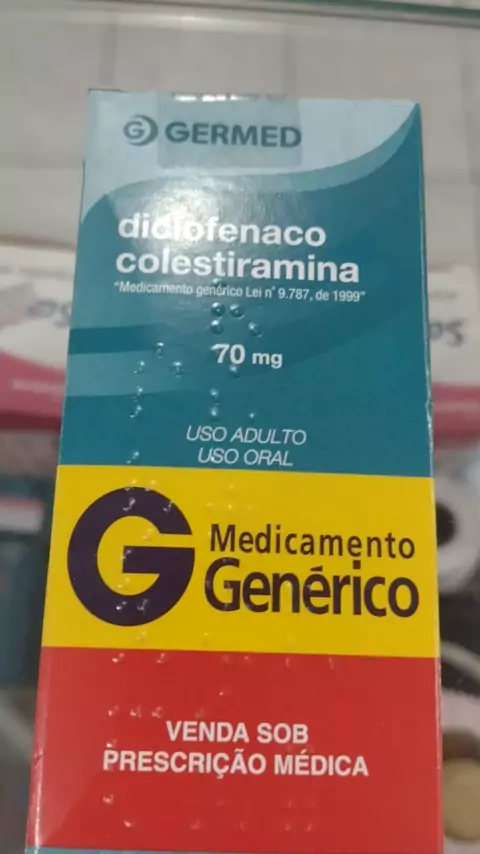 GERMED
diclofenaco
colestiramina
"Medicamento genérico Lei nº 9.787, de 1999"
70 mg
USO ADULTO
USO ORAL
G Medicamento
Genérico
VENDA SOB
PRESCRIÇÃO MÉDICA